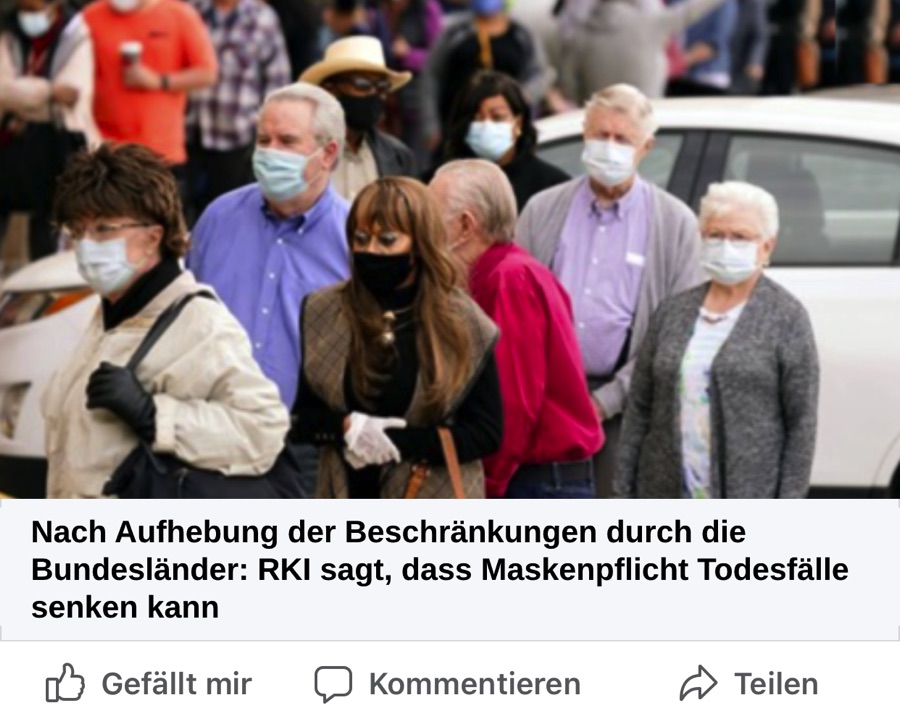 Nach Aufhebung der Beschränkungen durch die
Bundesländer: RKI sagt, dass Maskenpflicht Todesfälle
senken kann
Gefällt mir Kommentieren Teilen